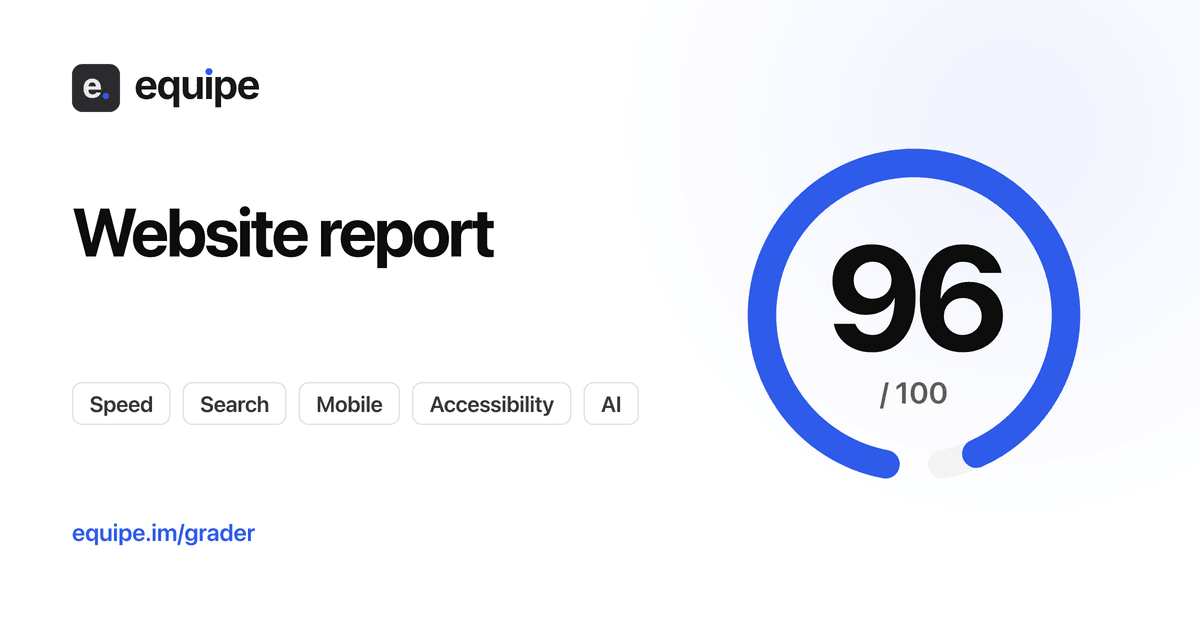 e. equipe
Website report
96
/ 100
Speed Search Mobile Accessibility AI
equipe.im/grader